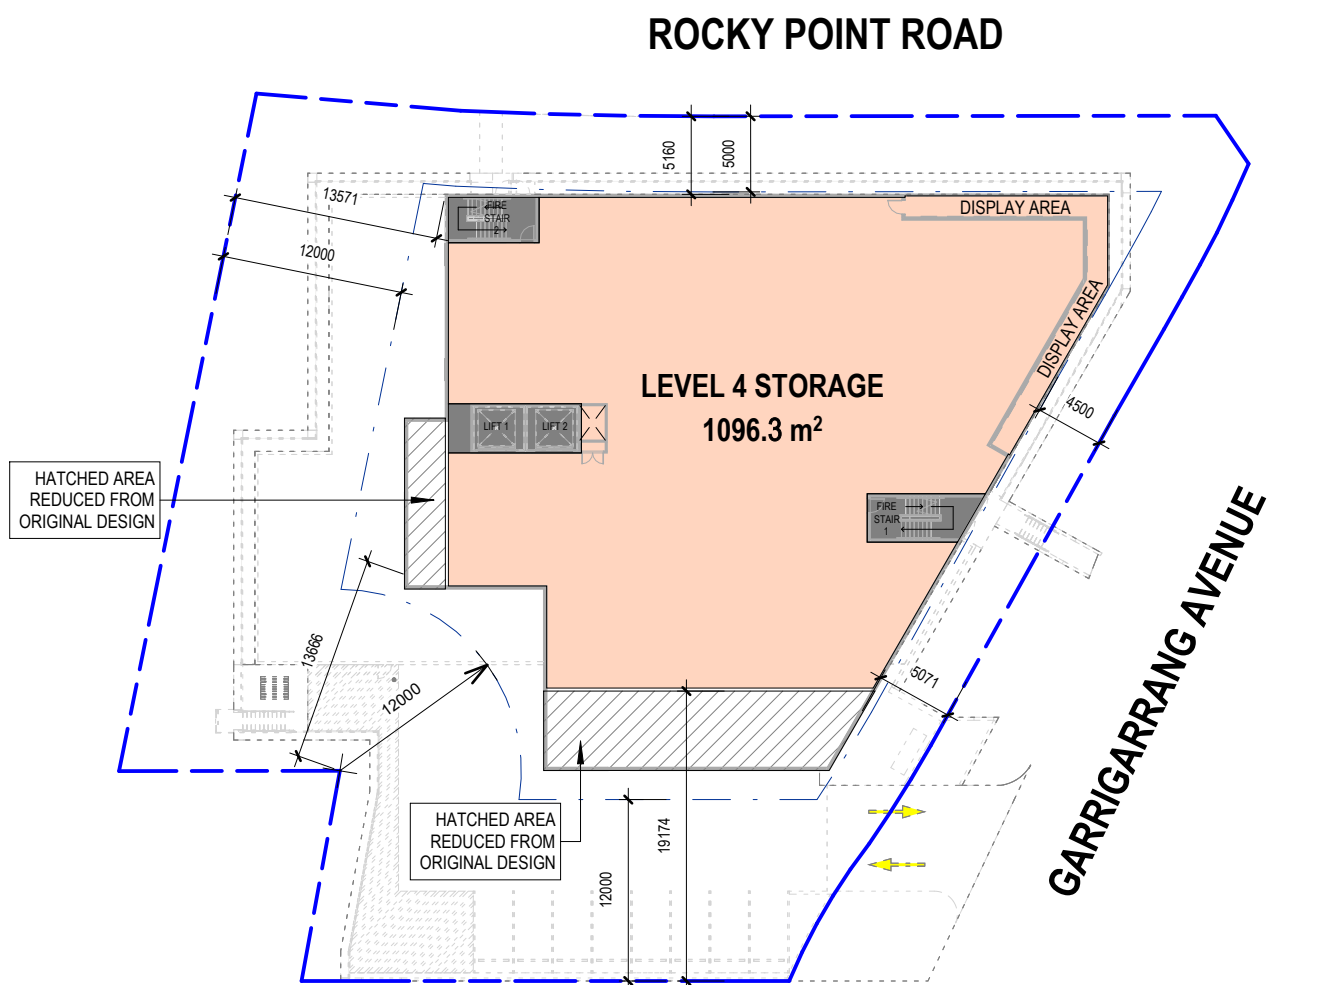 ROCKY POINT ROAD
5160
5000
13571
12000
FIRE
STAIR
2
DISPLAY AREA
DISPLAY AREA
LEVEL 4 STORAGE
1096.3 m²
4500
LIFT 1
LIFT 2
HATCHED AREA
REDUCED FROM
ORIGINAL DESIGN
FIRE
STAIR
1
GARRIGARRANG AVENUE
13666
12000
5071
HATCHED AREA
REDUCED FROM
ORIGINAL DESIGN
19174
12000